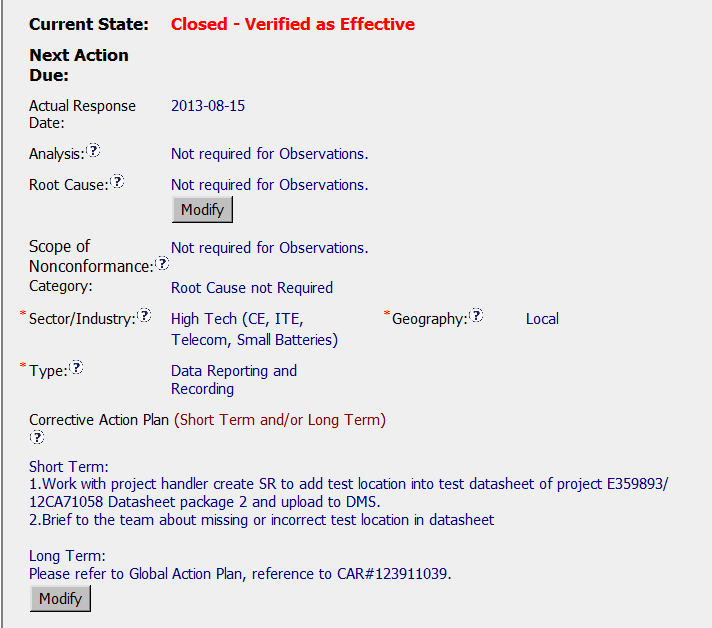 Current State: Closed - Verified as Effective
Next Action
Due:
Actual Response 2013-08-15
Date:
Analysis:? Not required for Observations.
Root Cause:? Not required for Observations.
Modify
Scope of Not required for Observations.
Nonconformance:?
Category: Root Cause not Required
*Sector/Industry:? High Tech (CE, ITE, *Geography:? Local
Telecom, Small Batteries)
*Type:? Data Reporting and
Recording
Corrective Action Plan (Short Term and/or Long Term)
?
Short Term:
1.Work with project handler create SR to add test location into test datasheet of project E359893/
12CA71058 Datasheet package 2 and upload to DMS.
2.Brief to the team about missing or incorrect test location in datasheet
Long Term:
Please refer to Global Action Plan, reference to CAR#123911039.
Modify